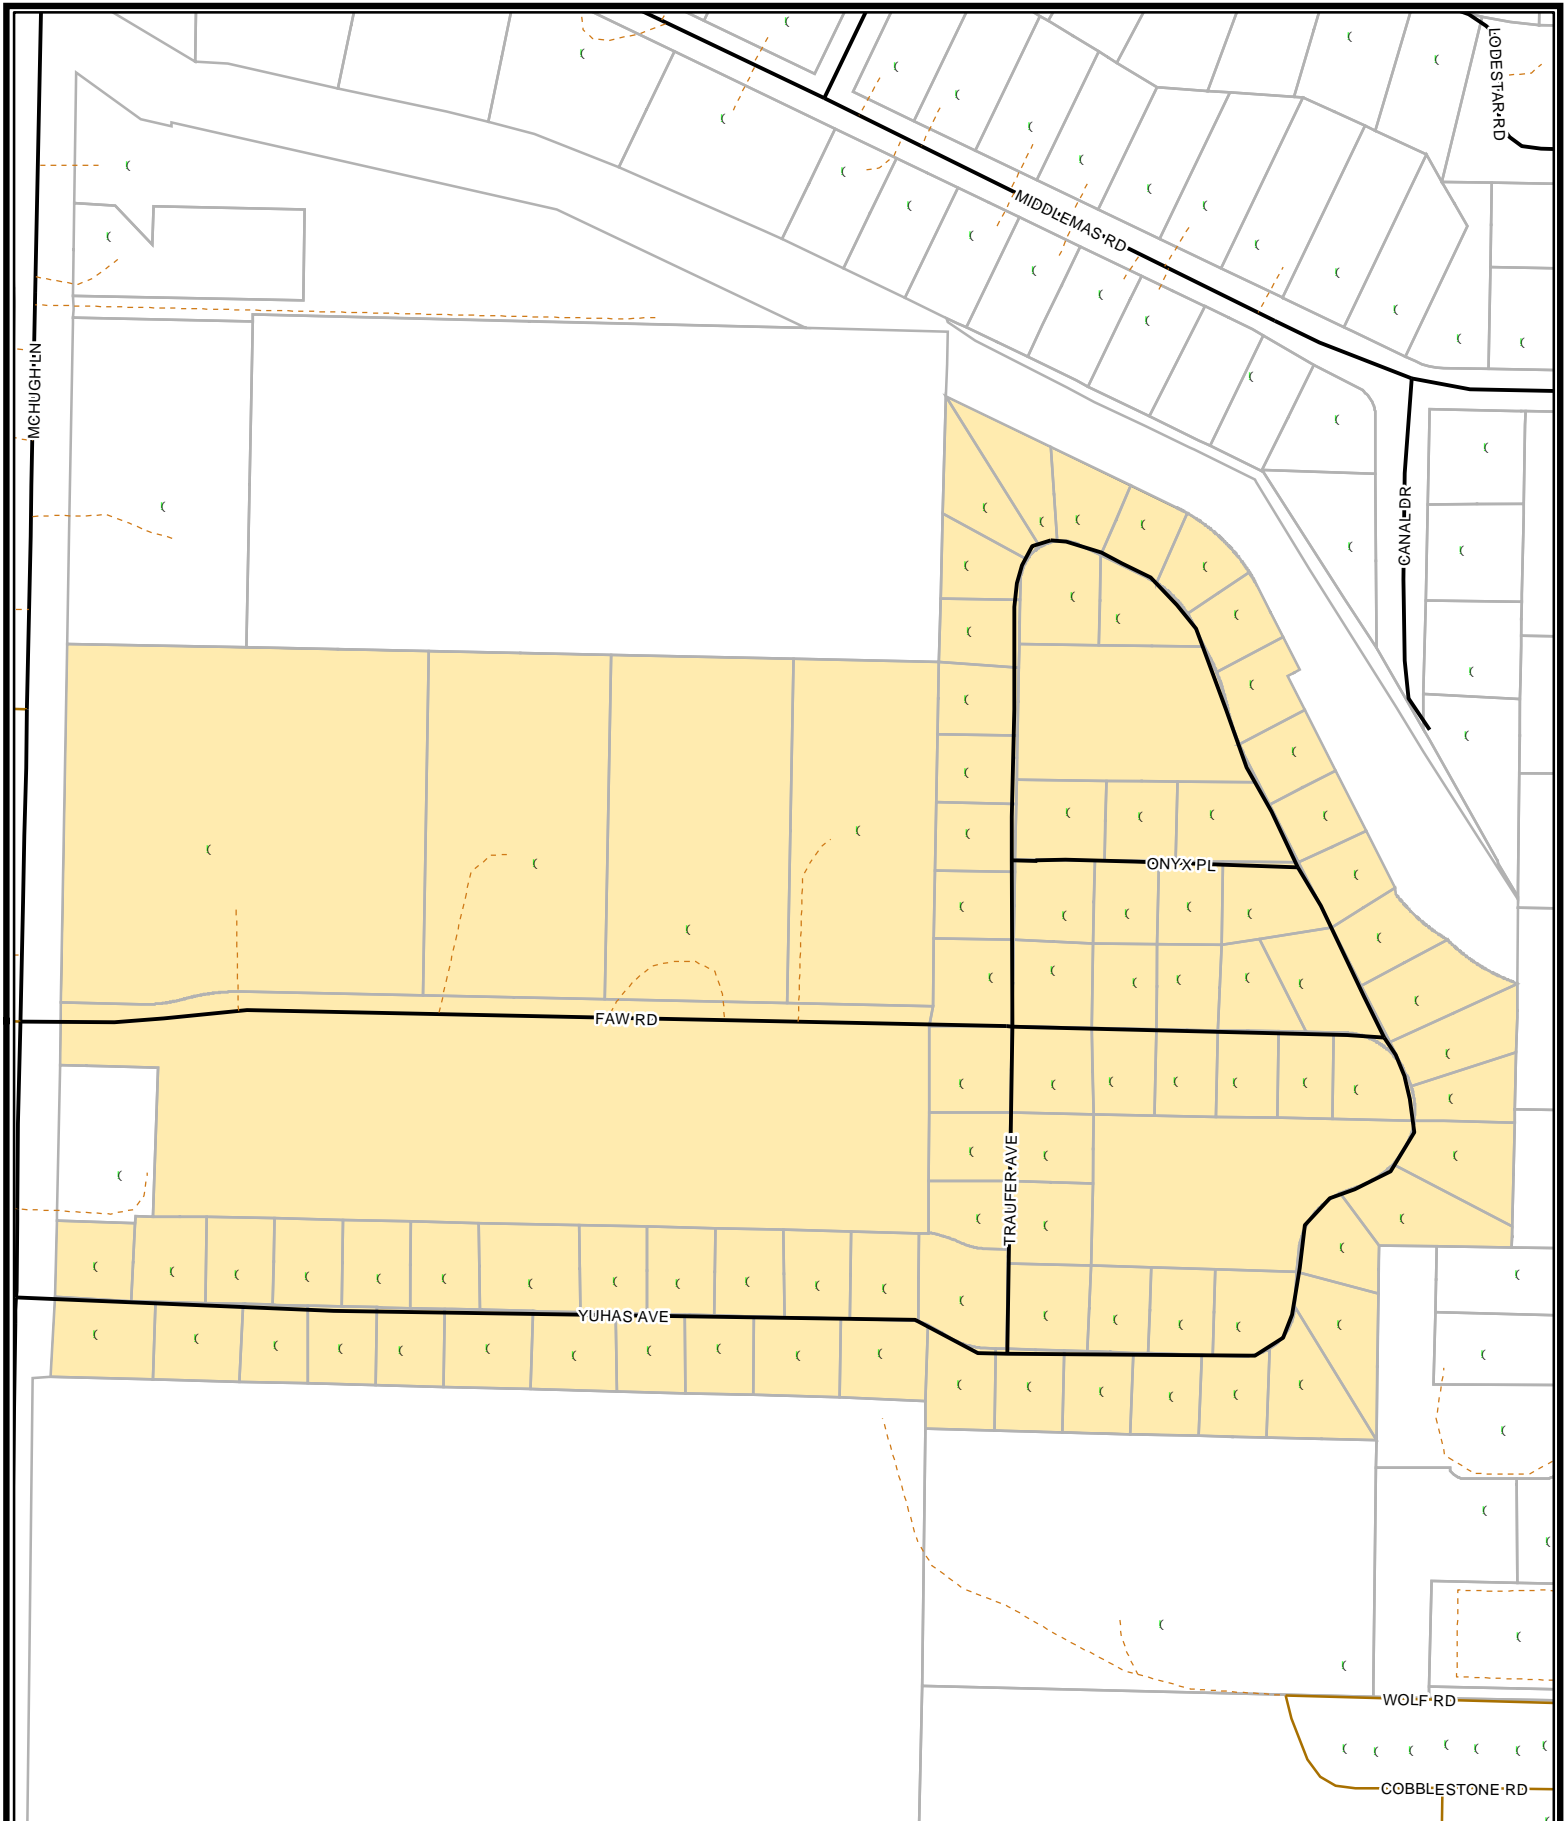 LODESTAR RD
MIDDLEMAS RD
MCHUGH LN
CANAL DR
ONYX PL
FAW RD
TRAUFER AVE
YUHAS AVE
WOLF RD
COBBLESTONE RD